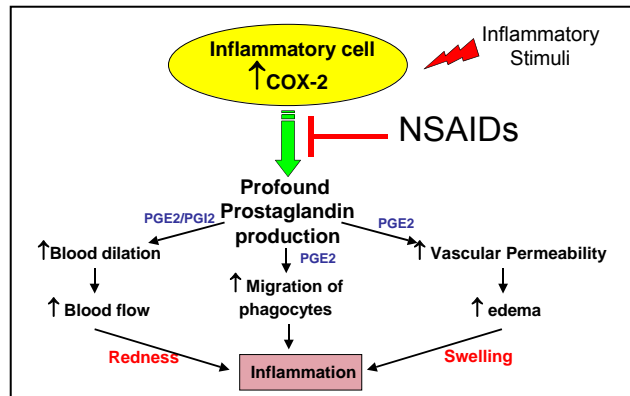 Inflammatory cell
↑COX-2
Inflammatory
Stimuli
NSAIDs
Profound
Prostaglandin
production
PGE2/PGI2
PGE2
PGE2
↑Blood dilation
↑ Migration of
phagocytes
↑ Vascular Permeability
↑ Blood flow
↑ edema
Redness
Swelling
Inflammation